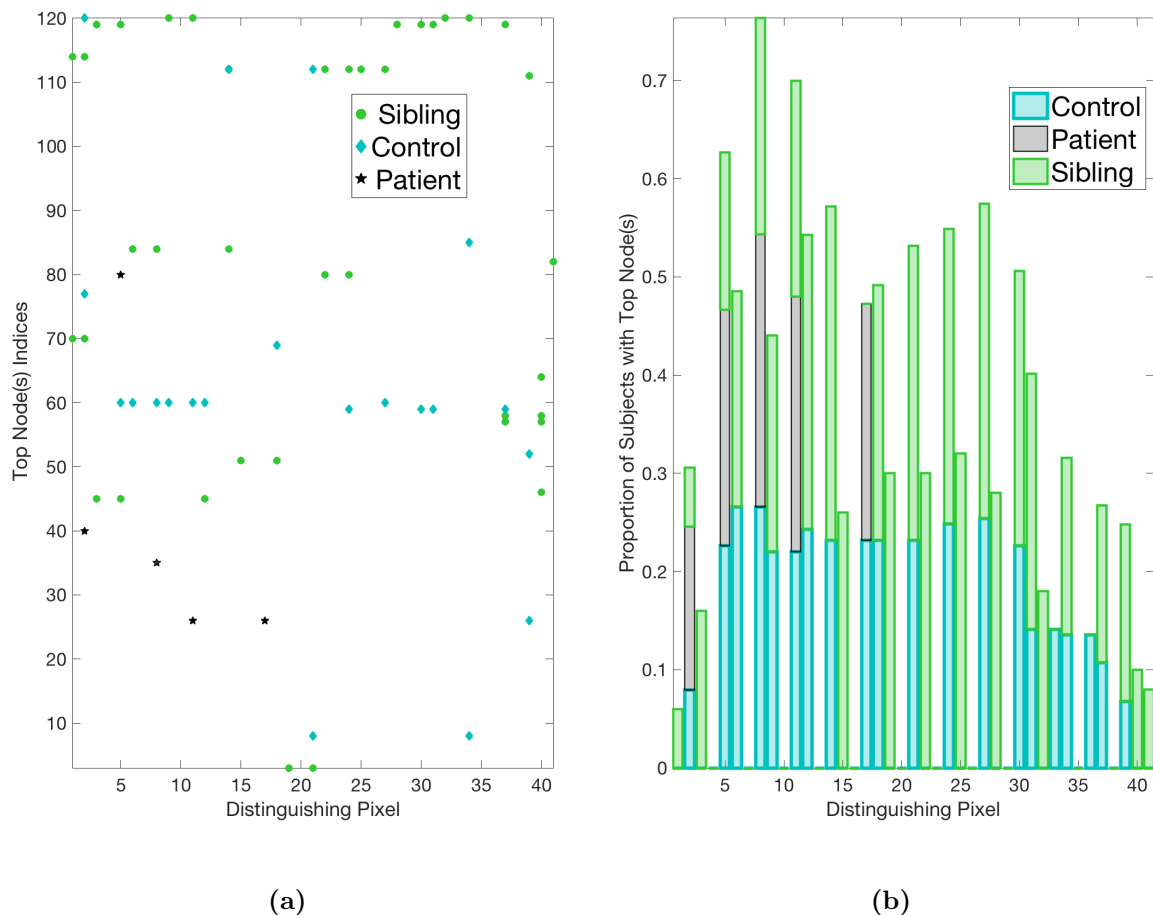 120
110
100
90
80
70
60
50
40
30
20
10
Top Node(s) Indices
Sibling
Control
Patient
5 10 15 20 25 30 35 40
Distinguishing Pixel
(a)
0.7
0.6
0.5
0.4
0.3
0.2
0.1
0
Proportion of Subjects with Top Node(s)
Control
Patient
Sibling
5 10 15 20 25 30 35 40
Distinguishing Pixel
(b)